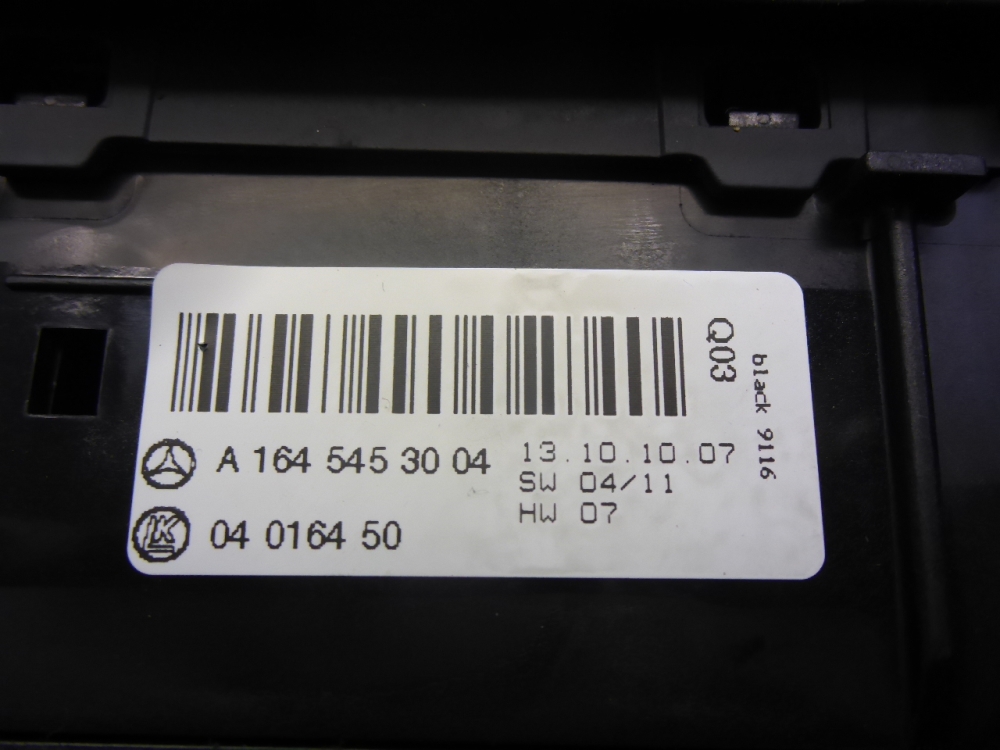 Q03
black 9116
A 164 545 30 04
13.10.10.07
SW 04/11
HW 07
LK
04 0164 50